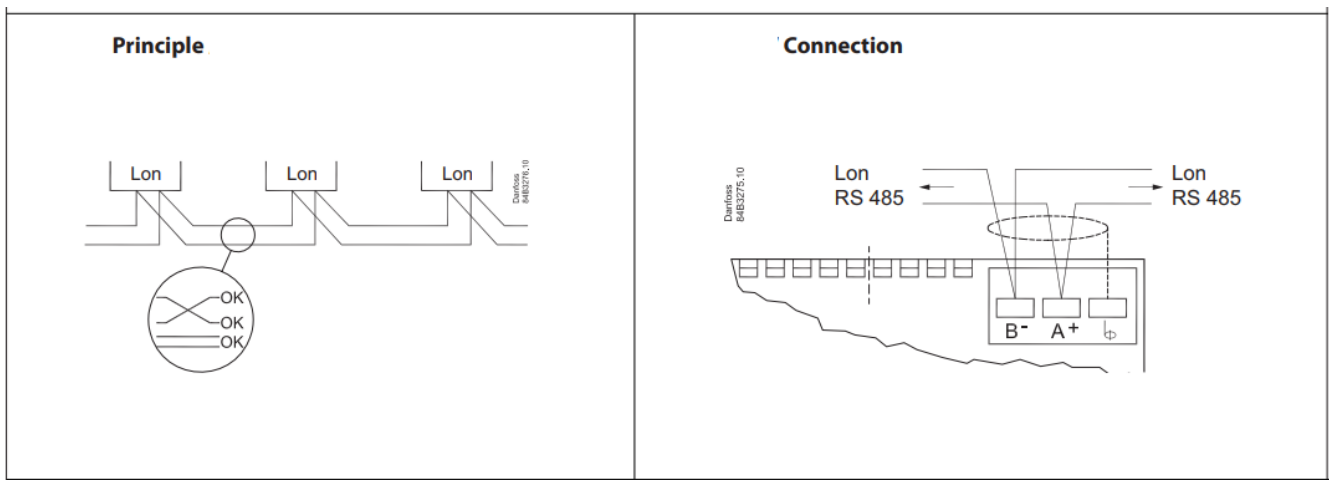 Principle
Lon
Lon
Lon
Danfoss
84B3276.10
OK
OK
OK
Connection
Danfoss
84B3275.10
Lon
RS 485
Lon
RS 485
B-
A+